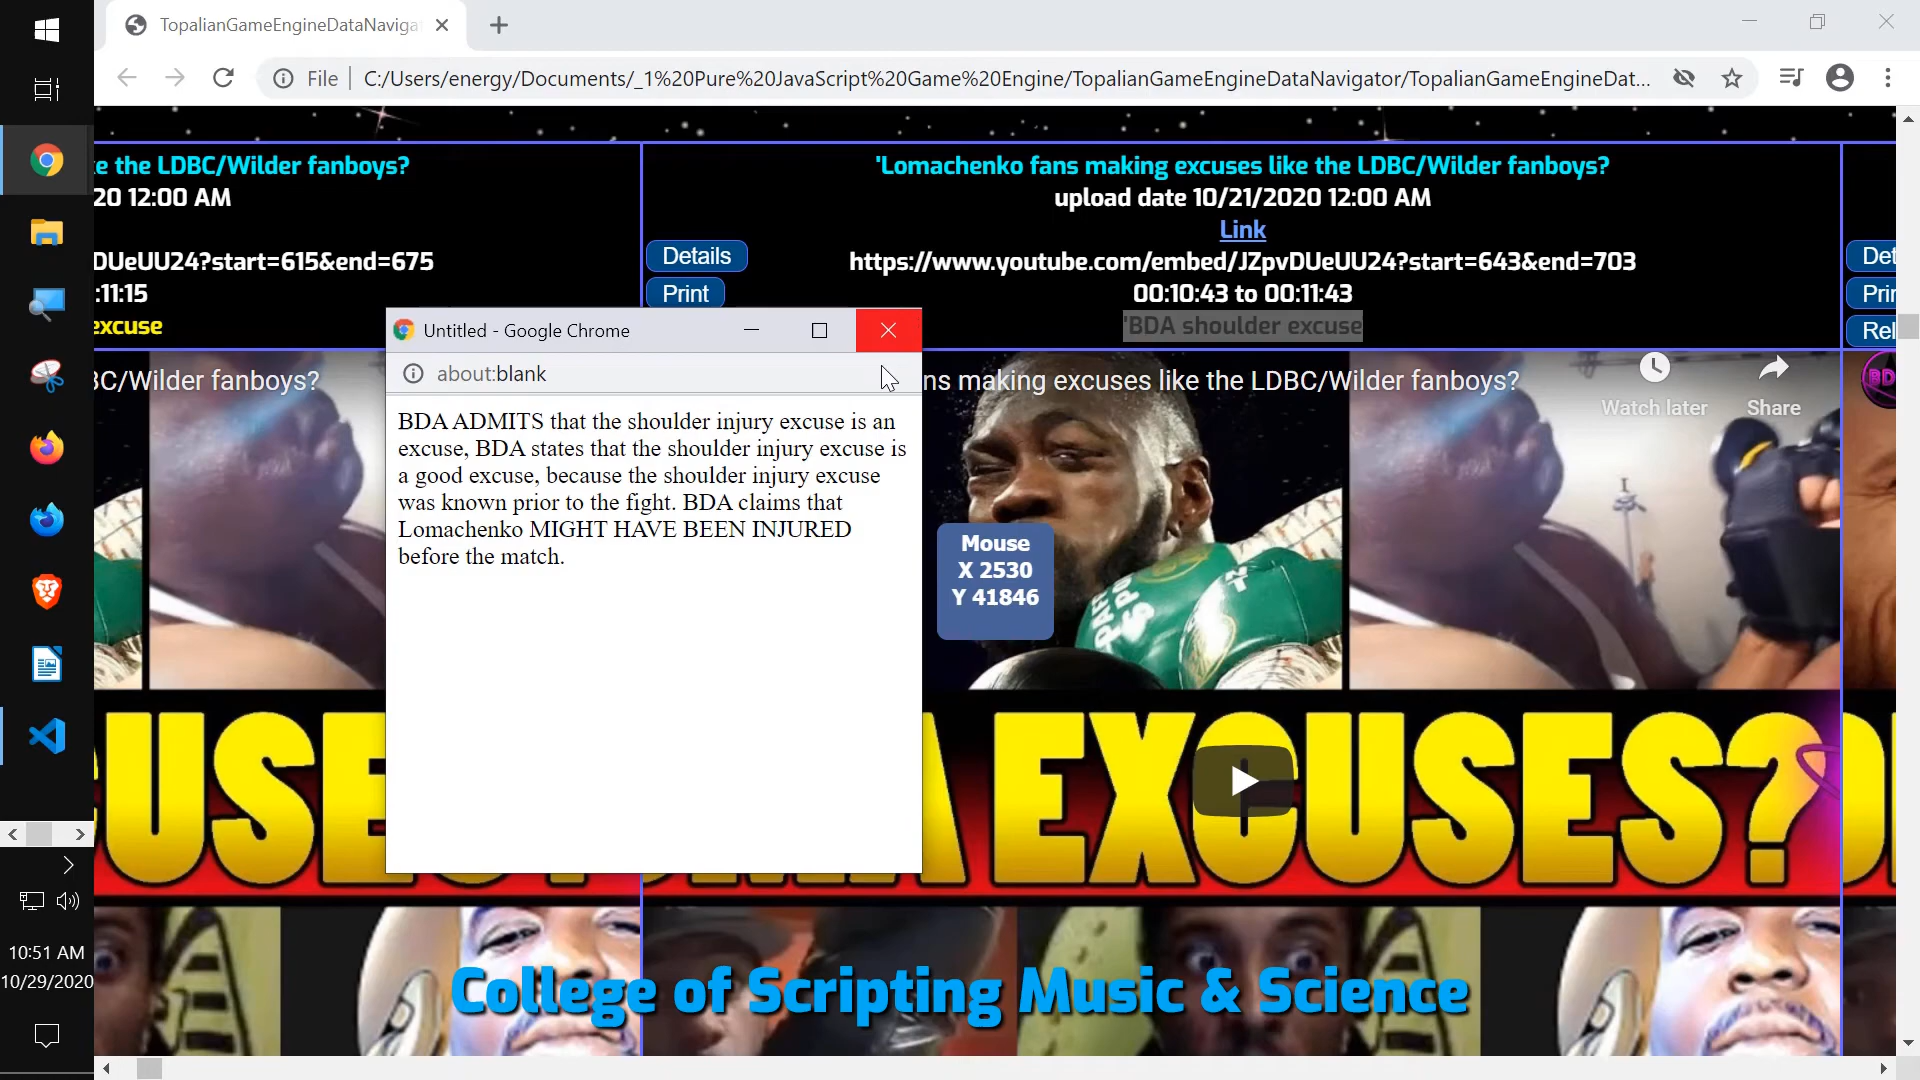 TopalianGameEngineDataNaviga
File
C:/Users/energy/Documents/_1%20Pure%20JavaScript%20Game%20Engine/TopalianGameEngineDataNavigator/TopalianGameEngineDat...
e the LDBC/Wilder fanboys?
20 12:00 AM
DUeUU24?start=615&end=675
:11:15
excuse
'Lomachenko fans making excuses like the LDBC/Wilder fanboys?
upload date 10/21/2020 12:00 AM
Link
https://www.youtube.com/embed/JZpvDUeUU24?start=643&end=703
00:10:43 to 00:11:43
'BDA shoulder excuse
Details
Print
Det
Prin
Rel
Untitled - Google Chrome
about:blank
BDA ADMITS that the shoulder injury excuse is an
excuse, BDA states that the shoulder injury excuse is
a good excuse, because the shoulder injury excuse
was known prior to the fight. BDA claims that
Lomachenko MIGHT HAVE BEEN INJURED
before the match.
BC/Wilder fanboys?
ns making excuses like the LDBC/Wilder fanboys?
Watch later
Share
BD
Mouse
X 2530
Y 41846
USE
A EXCUSES?
College of Scripting Music & Science
10:51 AM
10/29/2020